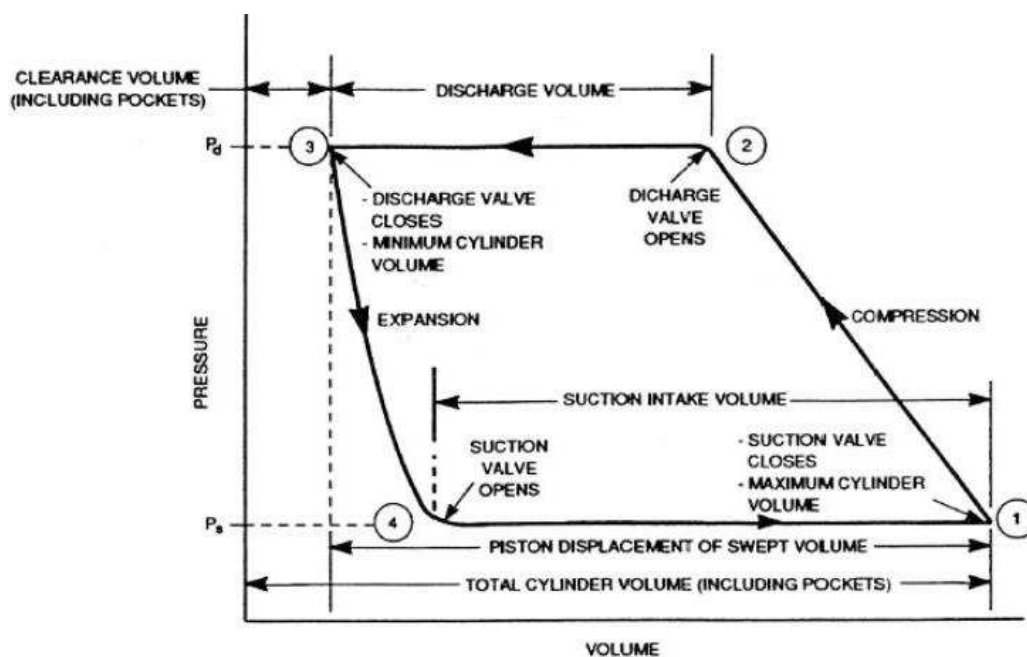 CLEARANCE VOLUME
(INCLUDING POCKETS)
DISCHARGE VOLUME
Pd
3
2
- DISCHARGE VALVE
CLOSES
- MINIMUM CYLINDER
VOLUME
DICHARGE
VALVE
OPENS
EXPANSION
COMPRESSION
PRESSURE
SUCTION INTAKE VOLUME
SUCTION
VALVE
OPENS
- SUCTION VALVE
CLOSES
- MAXIMUM CYLINDER
VOLUME
Ps
4
1
PISTON DISPLACEMENT OF SWEPT VOLUME
TOTAL CYLINDER VOLUME (INCLUDING POCKETS)
VOLUME